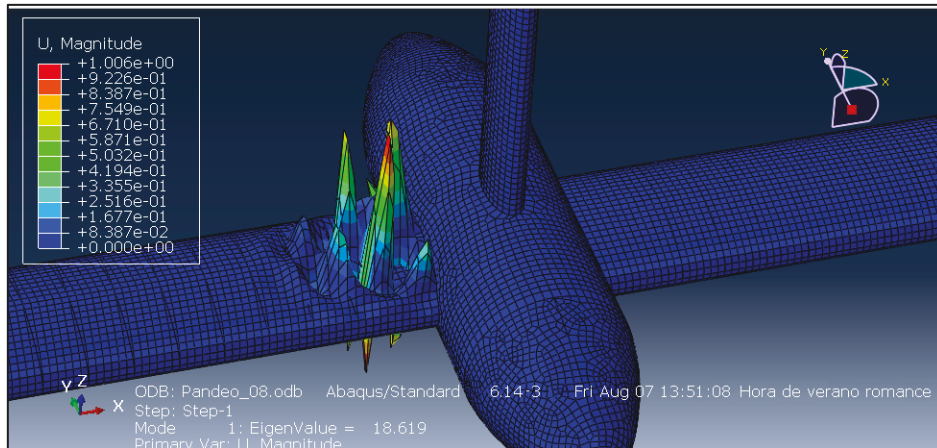 U, Magnitude
+1.006e+00
+9.226e-01
+8.387e-01
+7.549e-01
+6.710e-01
+5.871e-01
+5.032e-01
+4.194e-01
+3.355e-01
+2.516e-01
+1.677e-01
+8.387e-02
+0.000e+00
Y Z
X
Y Z
X
ODB: Pandeo_08.odb Abaqus/Standard 6.14-3 Fri Aug 07 13:51:08 Hora de verano romance
Step: Step-1
Mode 1: EigenValue = 18.619
Primary Var: U, Magnitude